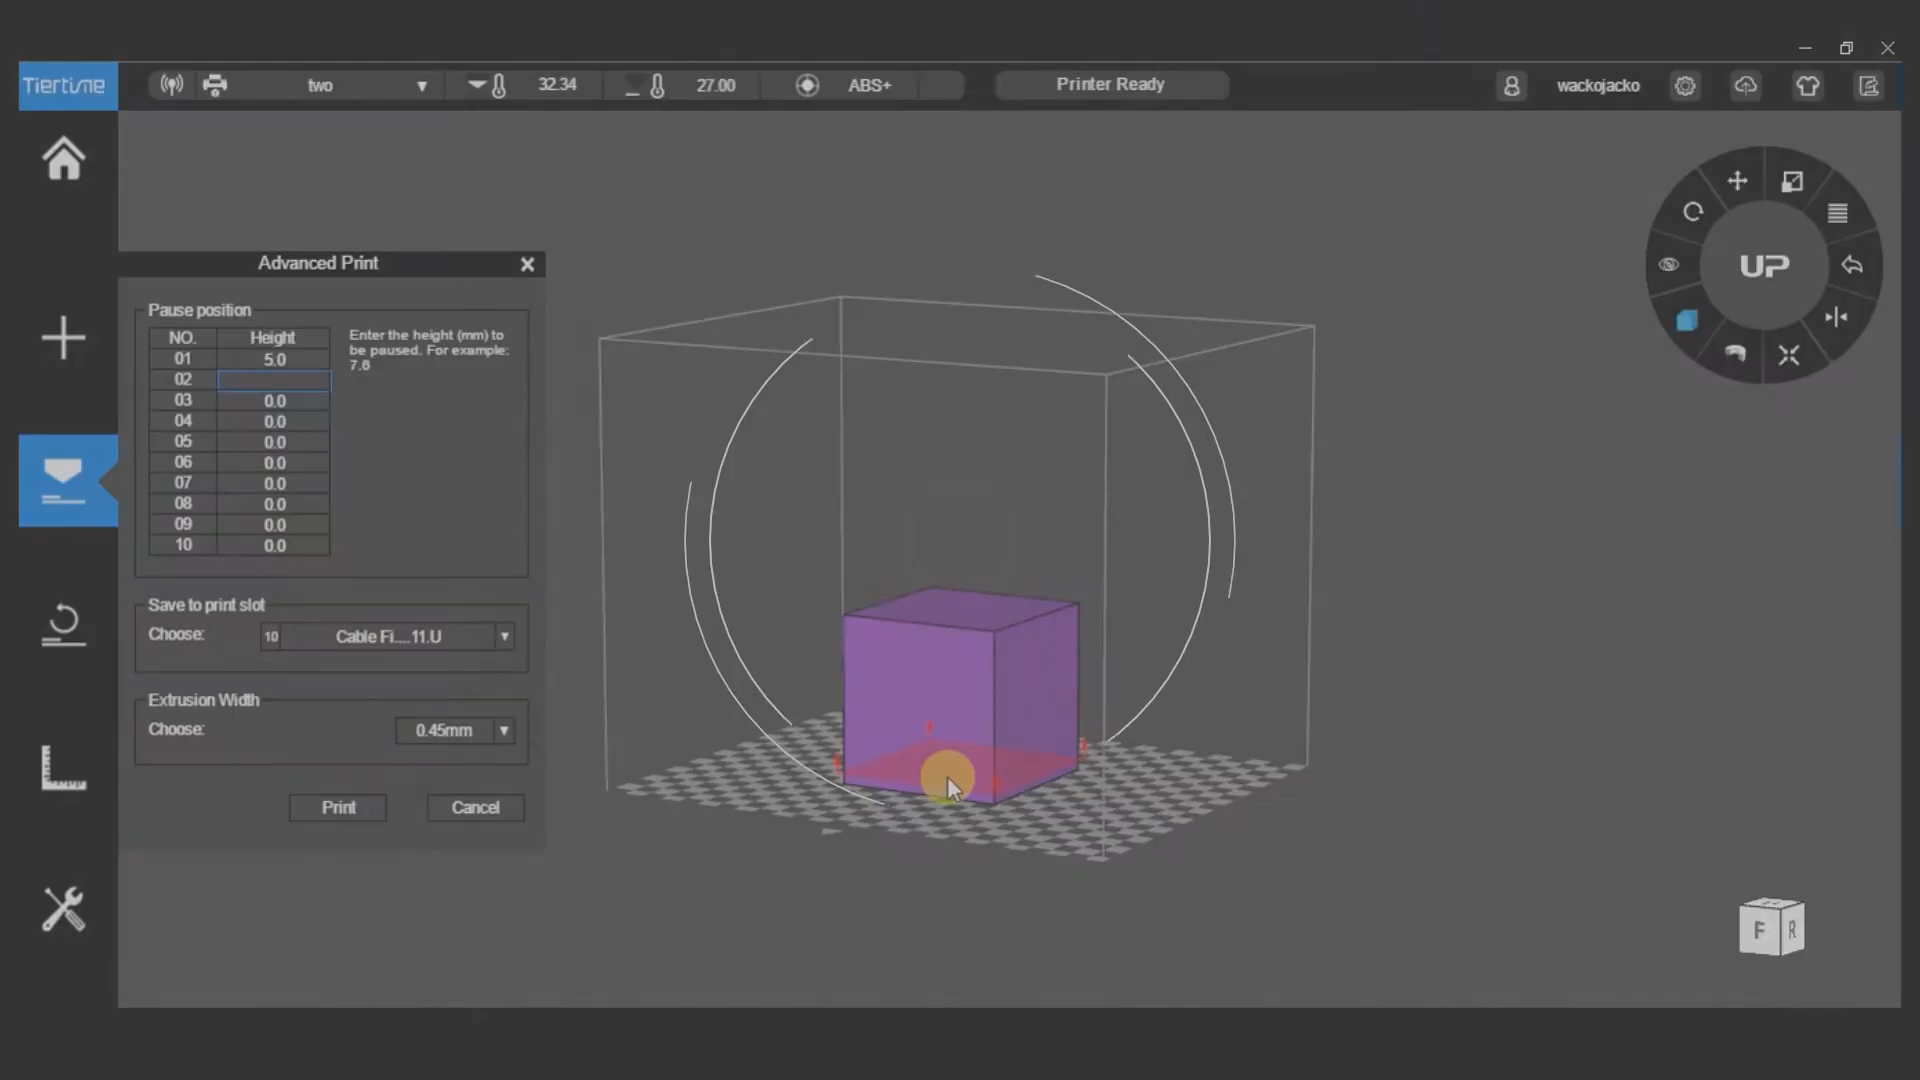 Tiertime
two
32.34
27.00
ABS+
Printer Ready
wackojacko
UP
Advanced Print
Pause position
NO. Height
01 5.0
02
03 0.0
04 0.0
05 0.0
06 0.0
07 0.0
08 0.0
09 0.0
10 0.0
Enter the height (mm) to
be paused. For example:
7.6
Save to print slot
Choose: 10 Cable Fi....11.U
Extrusion Width
Choose: 0.45mm
Print Cancel
F R